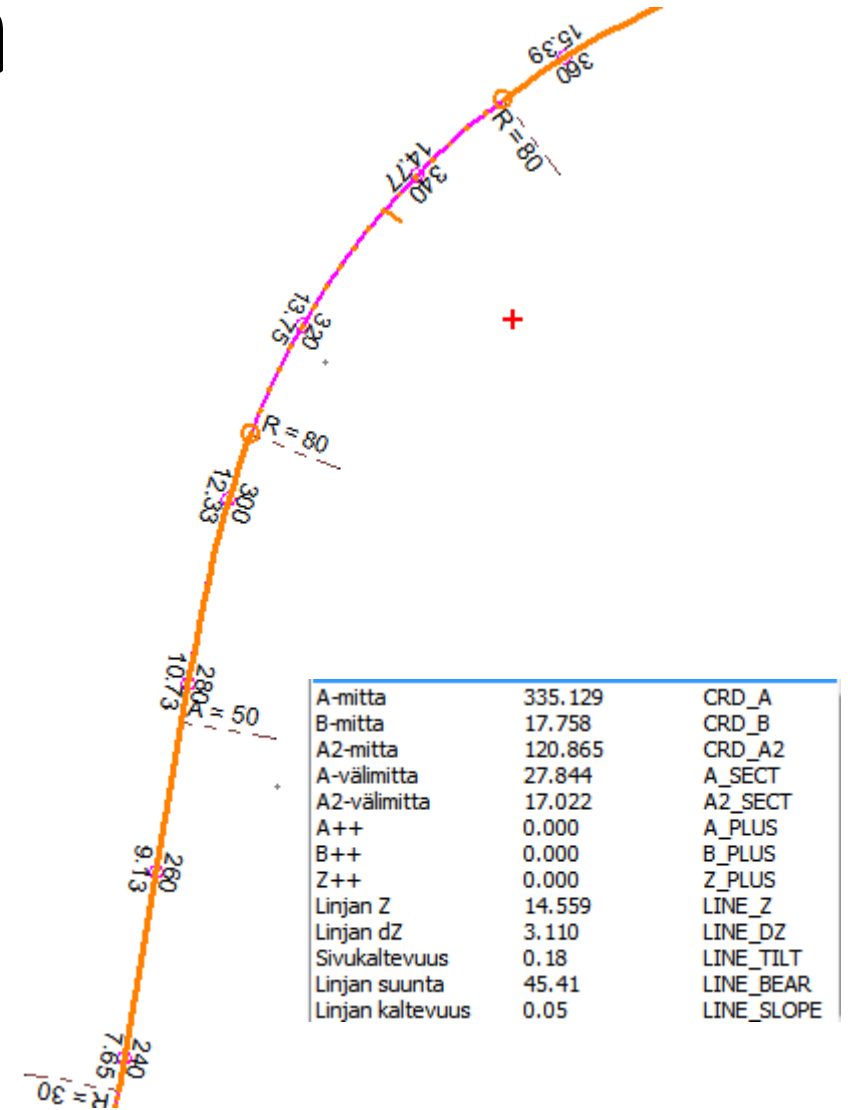 15.39
360
R = 80
14.77
340
13.75
320
R = 80
12.33
300
10.73
280
A = 50
9.13
260
7.65
240
R = 30
A-mitta 335.129 CRD_A
B-mitta 17.758 CRD_B
A2-mitta 120.865 CRD_A2
A-välimitta 27.844 A_SECT
A2-välimitta 17.022 A2_SECT
A++ 0.000 A_PLUS
B++ 0.000 B_PLUS
Z++ 0.000 Z_PLUS
Linjan Z 14.559 LINE_Z
Linjan dZ 3.110 LINE_DZ
Sivukaltevuus 0.18 LINE_TILT
Linjan suunta 45.41 LINE_BEAR
Linjan kaltevuus 0.05 LINE_SLOPE